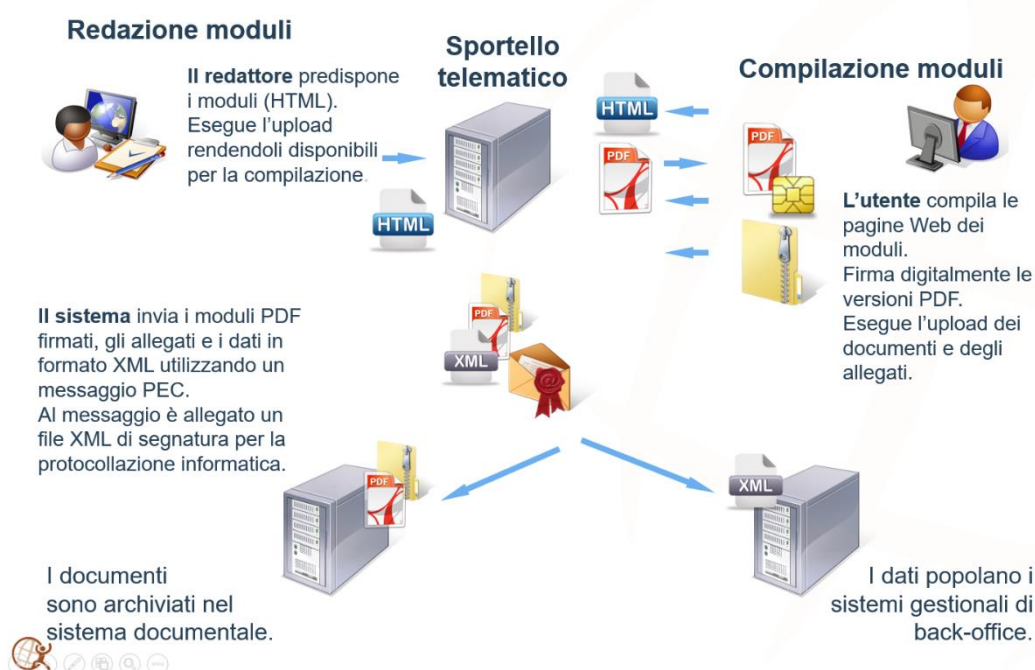 Redazione moduli
Il redattore predispone
i moduli (HTML).
Esegue l'upload
rendendoli disponibili
per la compilazione.
HTML
Sportello
telematico
HTML
PDF
Compilazione moduli
PDF
L'utente compila le
pagine Web dei
moduli.
Firma digitalmente le
versioni PDF.
Esegue l'upload dei
documenti e degli
allegati.
Il sistema invia i moduli PDF
firmati, gli allegati e i dati in
formato XML utilizzando un
messaggio PEC.
Al messaggio è allegato un
file XML di segnatura per la
protocollazione informatica.
PDF
XML
@
PDF
I documenti
sono archiviati nel
sistema documentale.
XML
I dati popolano i
sistemi gestionali di
back-office.